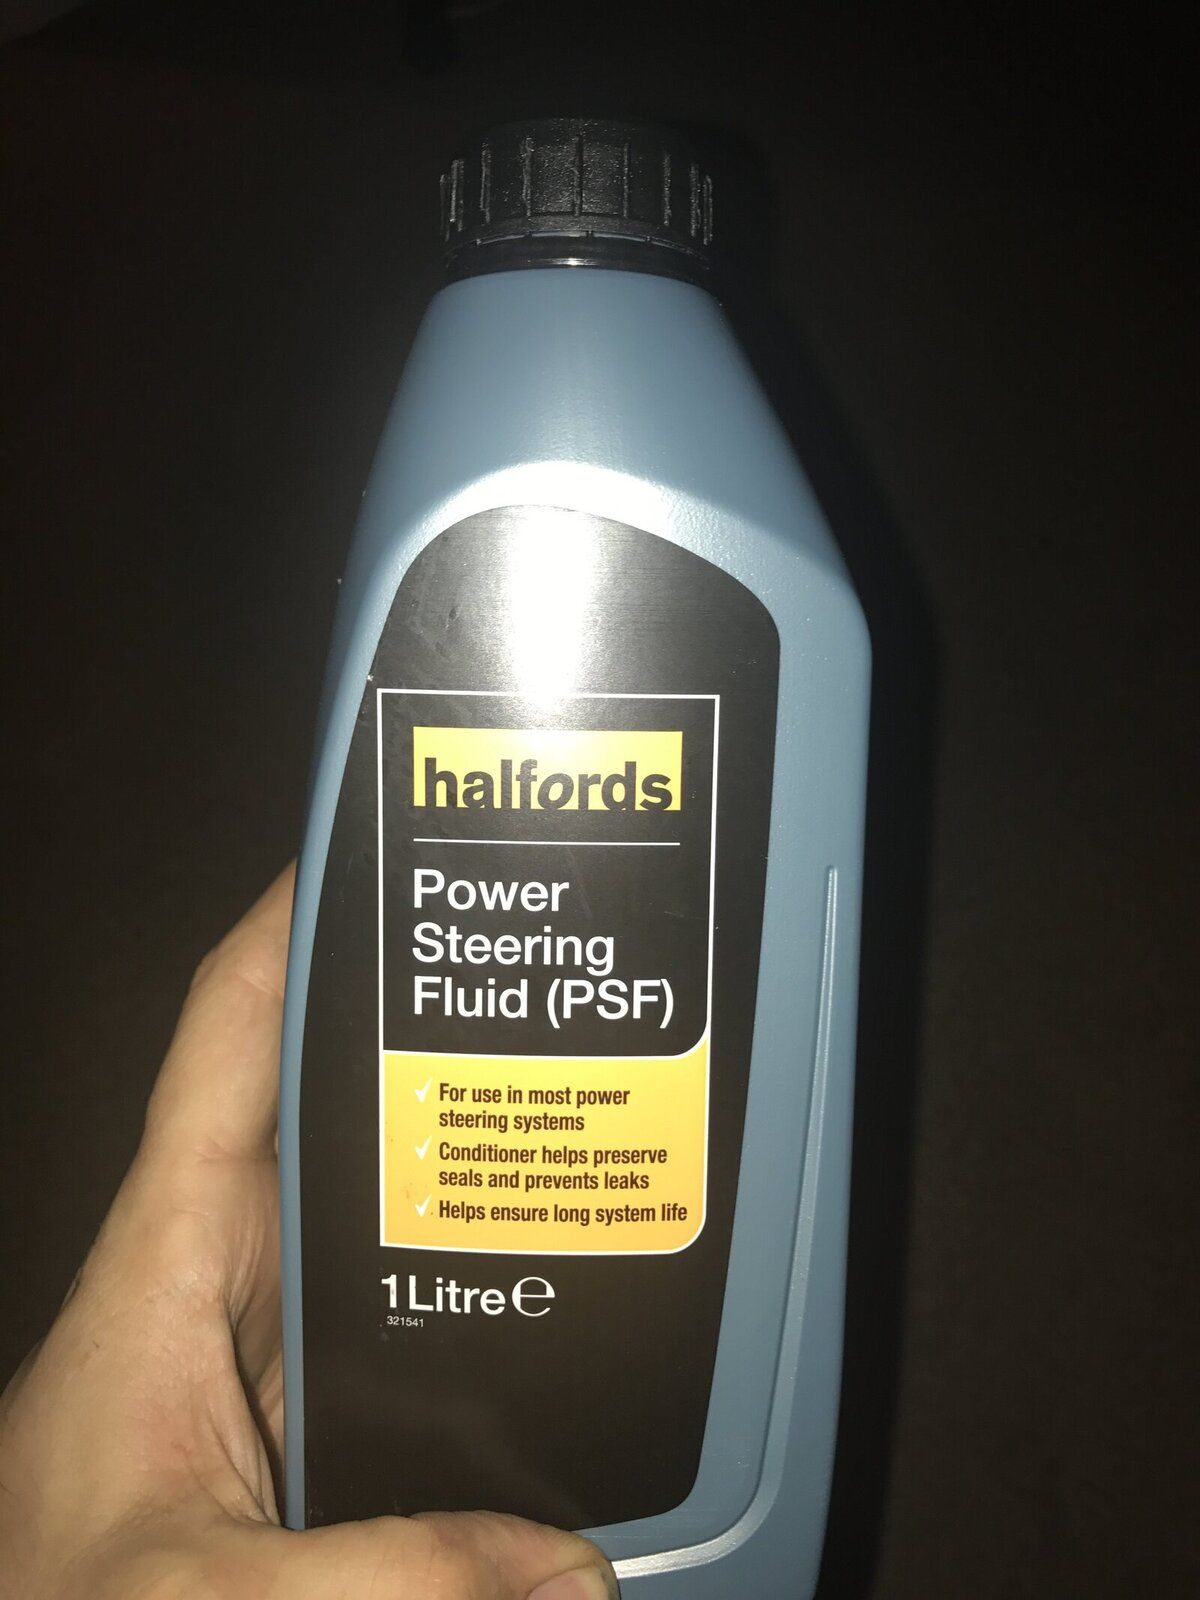 halfords
Power
Steering
Fluid (PSF)
✓ For use in most power
steering systems
✓ Conditioner helps preserve
seals and prevents leaks
✓ Helps ensure long system life
1 Litre ℮
321541